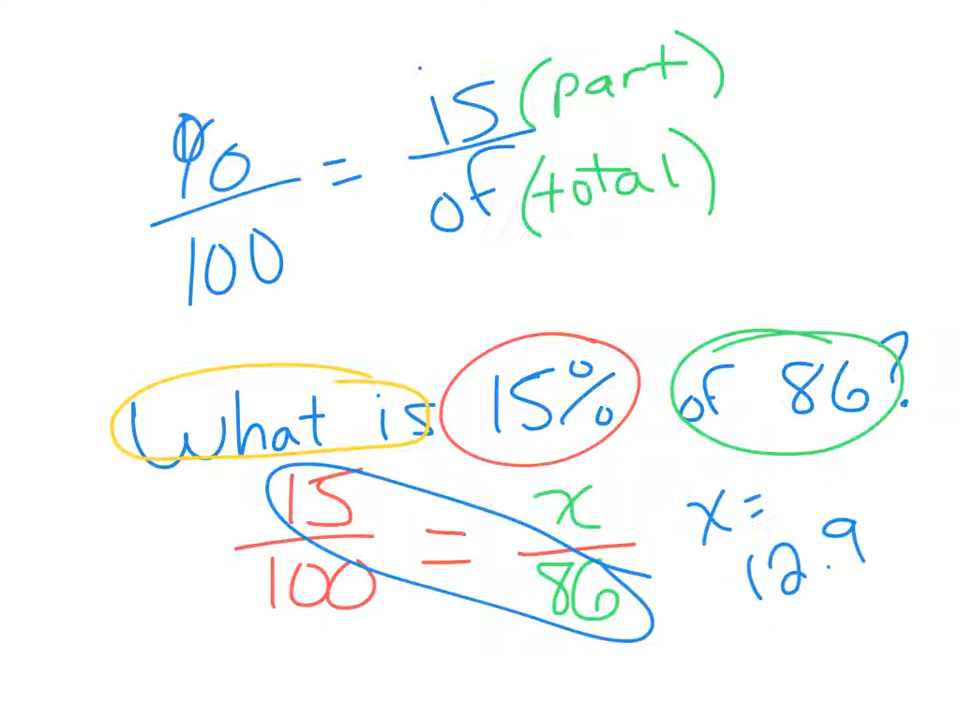 % / 100 = is (part) / of (total)
What is 15% of 86?
15 / 100 = x / 86
x = 12.9